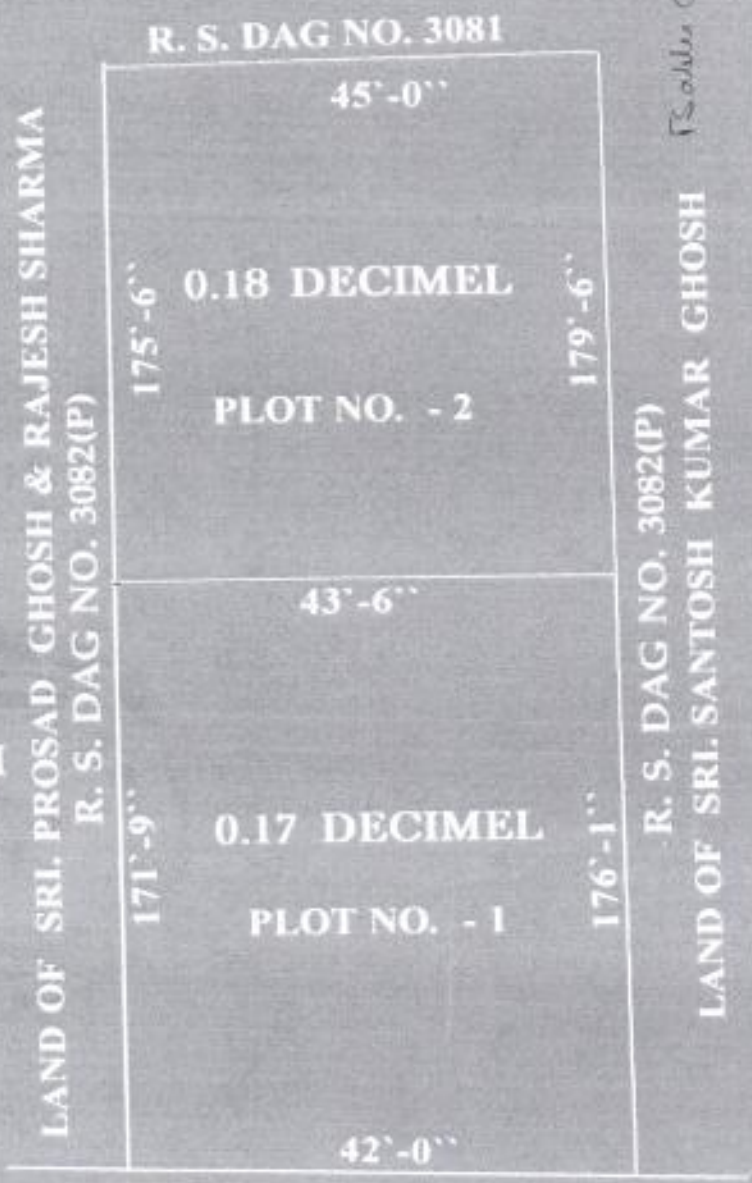 R. S. DAG NO. 3081
45`-0``
LAND OF SRI. PROSAD GHOSH & RAJESH SHARMA
R. S. DAG NO. 3082(P)
175`-6``
0.18 DECIMEL
179`-6``
PLOT NO. - 2
R. S. DAG NO. 3082(P)
LAND OF SRI. SANTOSH KUMAR GHOSH
43`-6``
171`-9``
0.17 DECIMEL
176`-1``
PLOT NO. - 1
42`-0``